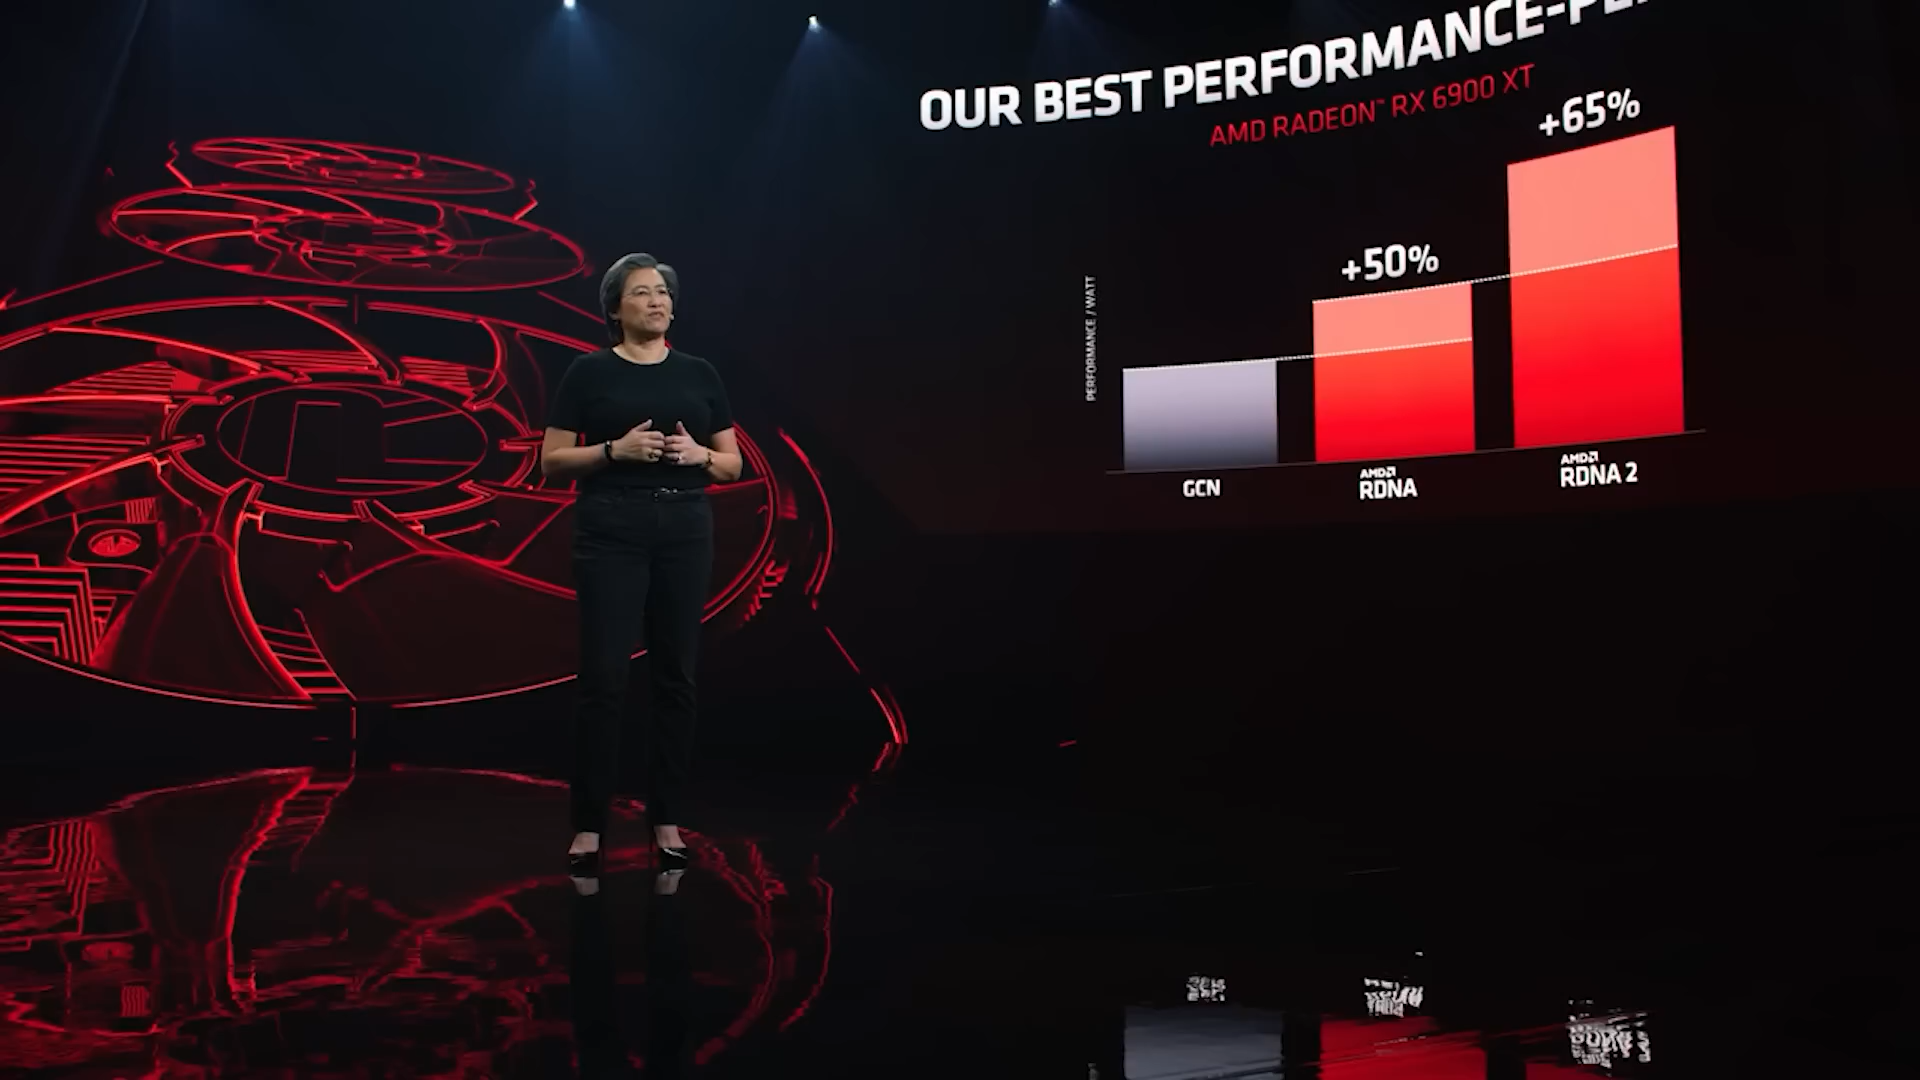 OUR BEST PERFORMANCE-PE
AMD RADEON™ RX 6900 XT
+65%
+50%
PERFORMANCE / WATT
GCN
AMD
RDNA
AMD
RDNA 2